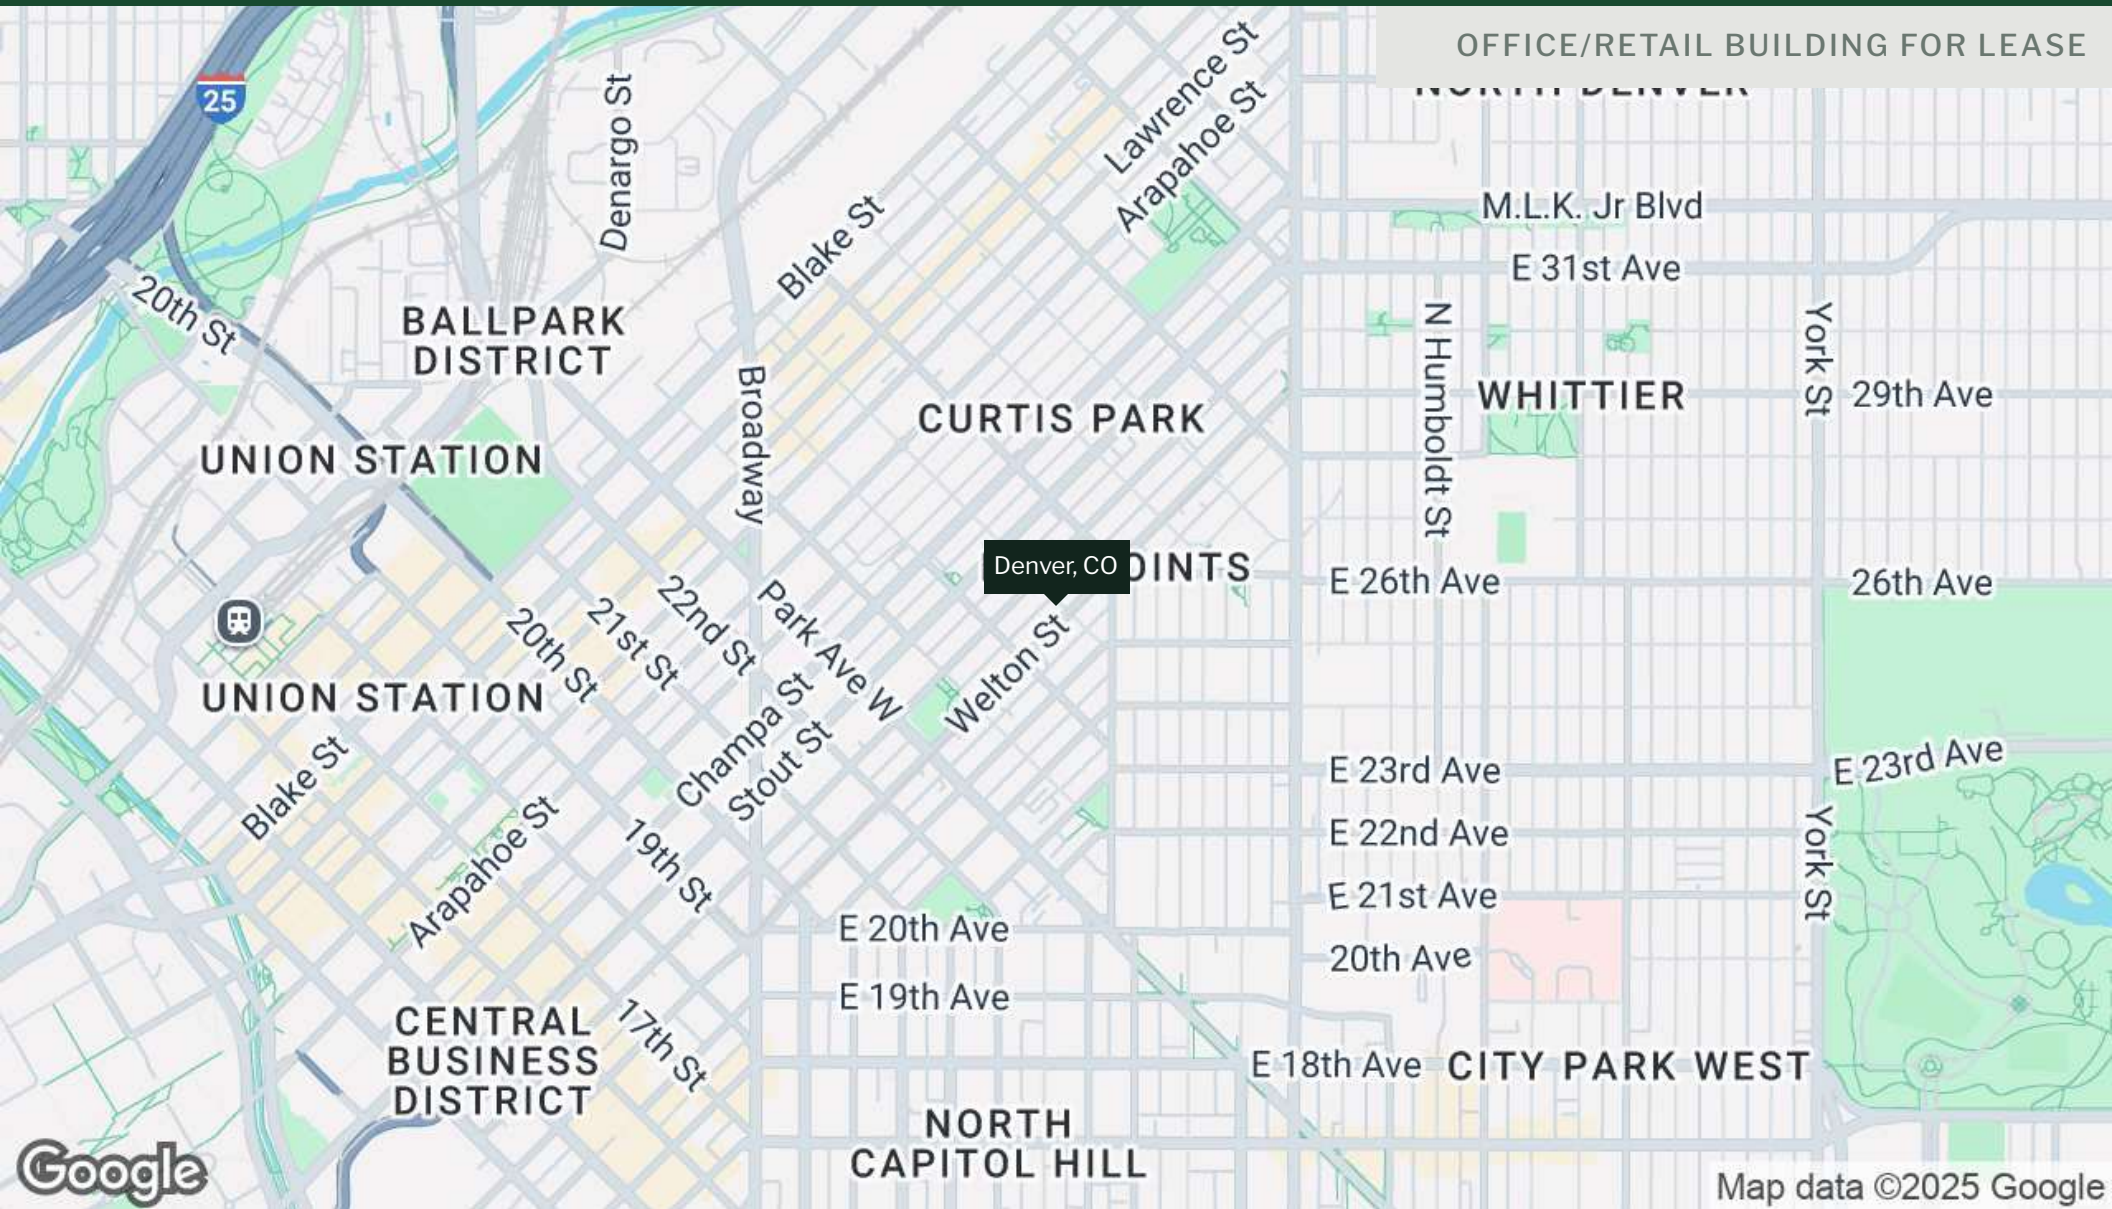 OFFICE/RETAIL BUILDING FOR LEASE
NORTH DENVER
25
Denargo St
Lawrence St
Arapahoe St
Blake St
M.L.K. Jr Blvd
E 31st Ave
20th St
BALLPARK
DISTRICT
Broadway
CURTIS PARK
N Humboldt St
WHITTIER
York St
29th Ave
UNION STATION
Denver, CO
OINTS
E 26th Ave
26th Ave
20th St
21st St
22nd St
Park Ave W
Welton St
UNION STATION
Champa St
Stout St
Blake St
Arapahoe St
19th St
E 23rd Ave
E 23rd Ave
E 22nd Ave
York St
E 21st Ave
E 20th Ave
20th Ave
E 19th Ave
CENTRAL
BUSINESS
DISTRICT
17th St
E 18th Ave
CITY PARK WEST
NORTH
CAPITOL HILL
Google
Map data ©2025 Google